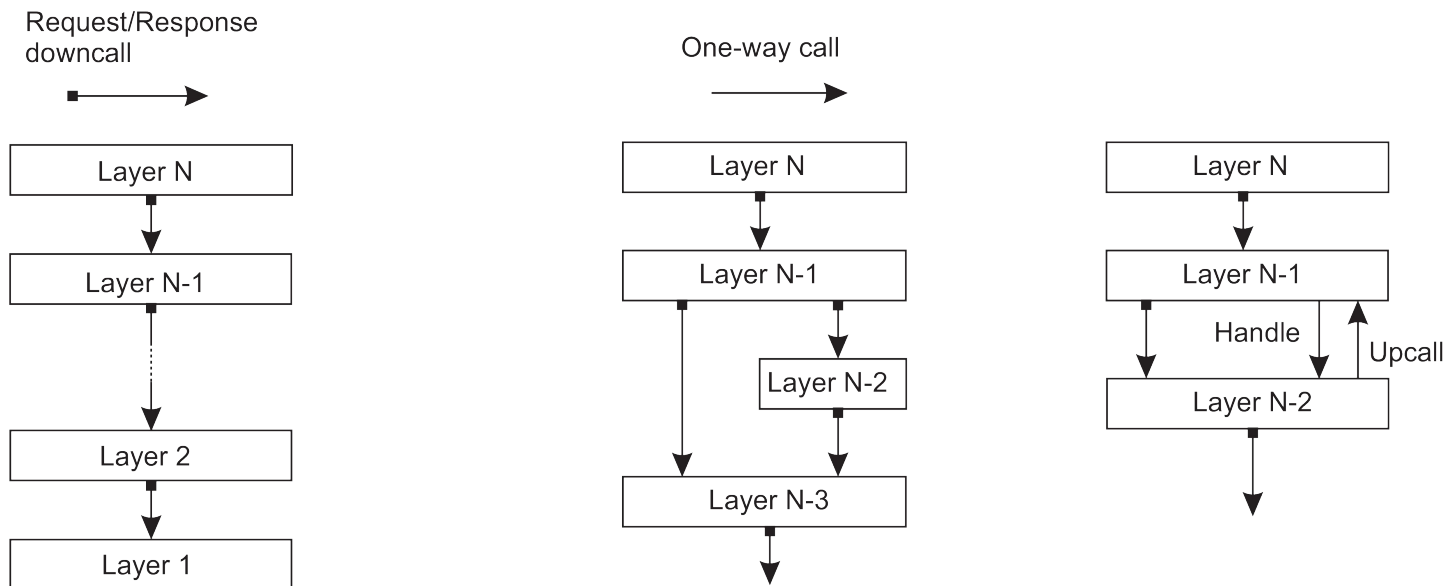 Request/Response
downcall
One-way call
Layer N
Layer N-1
Layer 2
Layer 1
Layer N
Layer N-1
Layer N-2
Layer N-3
Layer N
Layer N-1
Handle
Upcall
Layer N-2